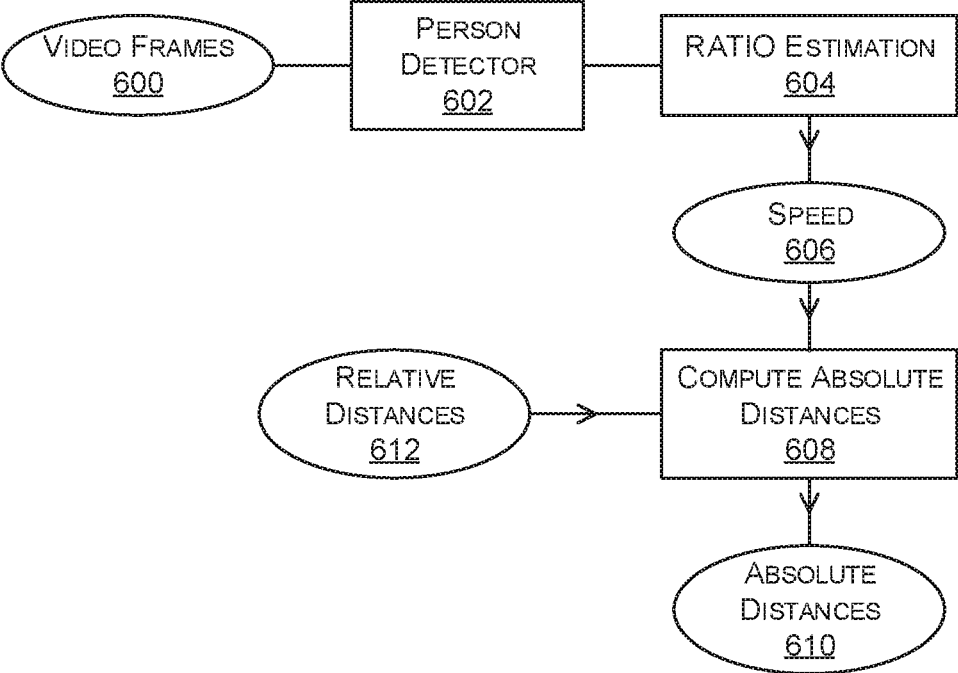 VIDEO FRAMES
600
PERSON
DETECTOR
602
RATIO ESTIMATION
604
SPEED
606
RELATIVE
DISTANCES
612
COMPUTE ABSOLUTE
DISTANCES
608
ABSOLUTE
DISTANCES
610